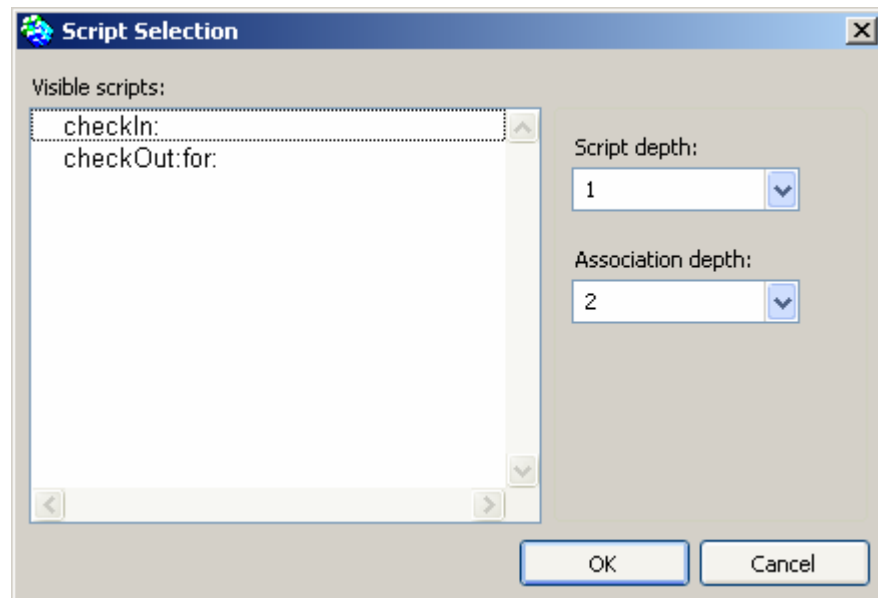 Script Selection
Visible scripts:
checkIn:
checkOut:for:
Script depth:
1
Association depth:
2
OK
Cancel